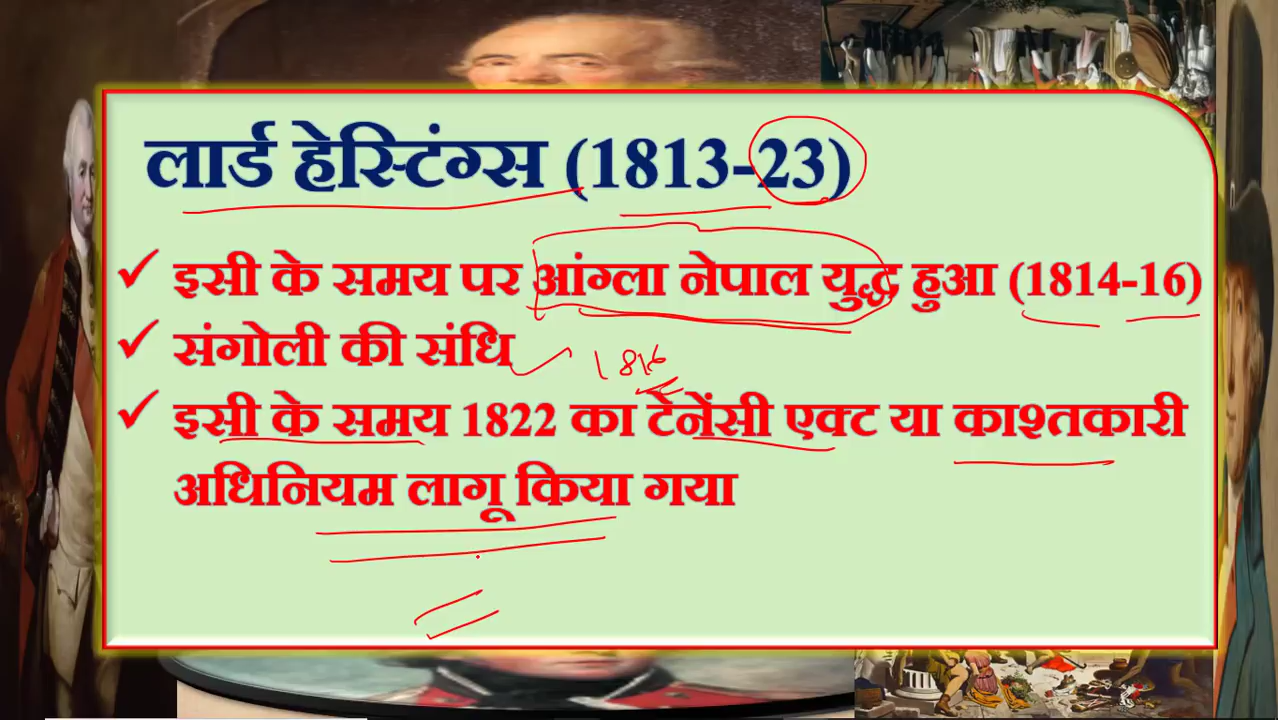 लार्ड हेस्टिंग्स (1813-23)
✓ इसी के समय पर आंग्ला नेपाल युद्ध हुआ (1814-16)
✓ संगोली की संधि 1816
✓ इसी के समय 1822 का टेनेंसी एक्ट या काश्तकारी
अधिनियम लागू किया गया